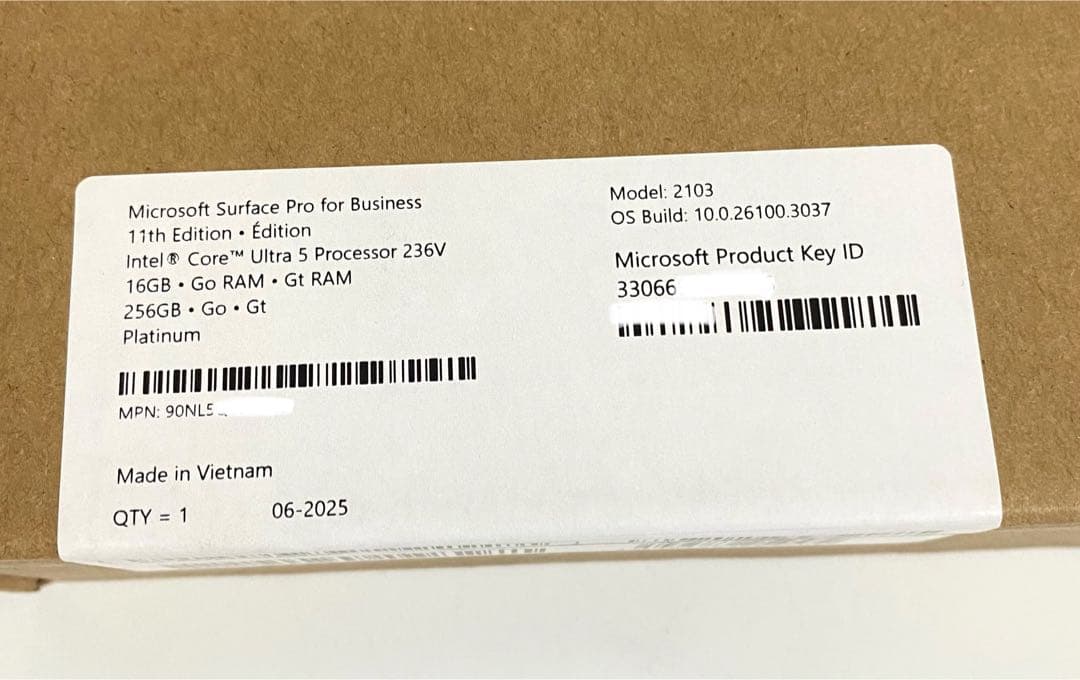 Microsoft Surface Pro for Business
11th Edition • Édition
Intel® Core™ Ultra 5 Processor 236V
16GB • Go RAM • Gt RAM
256GB • Go • Gt
Platinum
MPN: 90NL5
Made in Vietnam
QTY = 1
06-2025
Model: 2103
OS Build: 10.0.26100.3037
Microsoft Product Key ID
33066